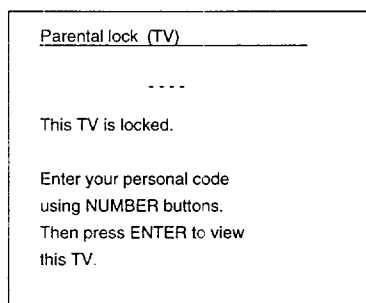 Parental lock (TV)
- - - -
This TV is locked.
Enter your personal code
using NUMBER buttons.
Then press ENTER to view
this TV.